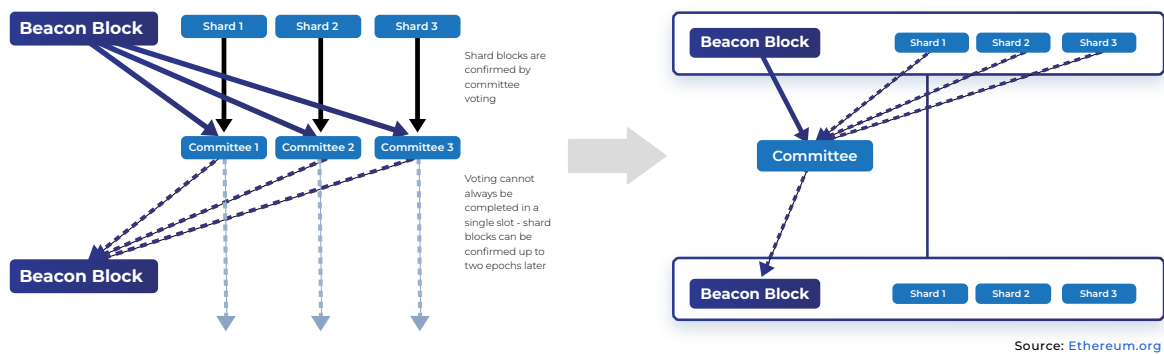 Beacon Block
Shard 1
Shard 2
Shard 3
Shard blocks are
confirmed by
committee
voting
Committee 1
Committee 2
Committee 3
Voting cannot
always be
completed in a
single slot - shard
blocks can be
confirmed up to
two epochs later
Beacon Block
Beacon Block
Shard 1
Shard 2
Shard 3
Committee
Beacon Block
Shard 1
Shard 2
Shard 3
Source: Ethereum.org